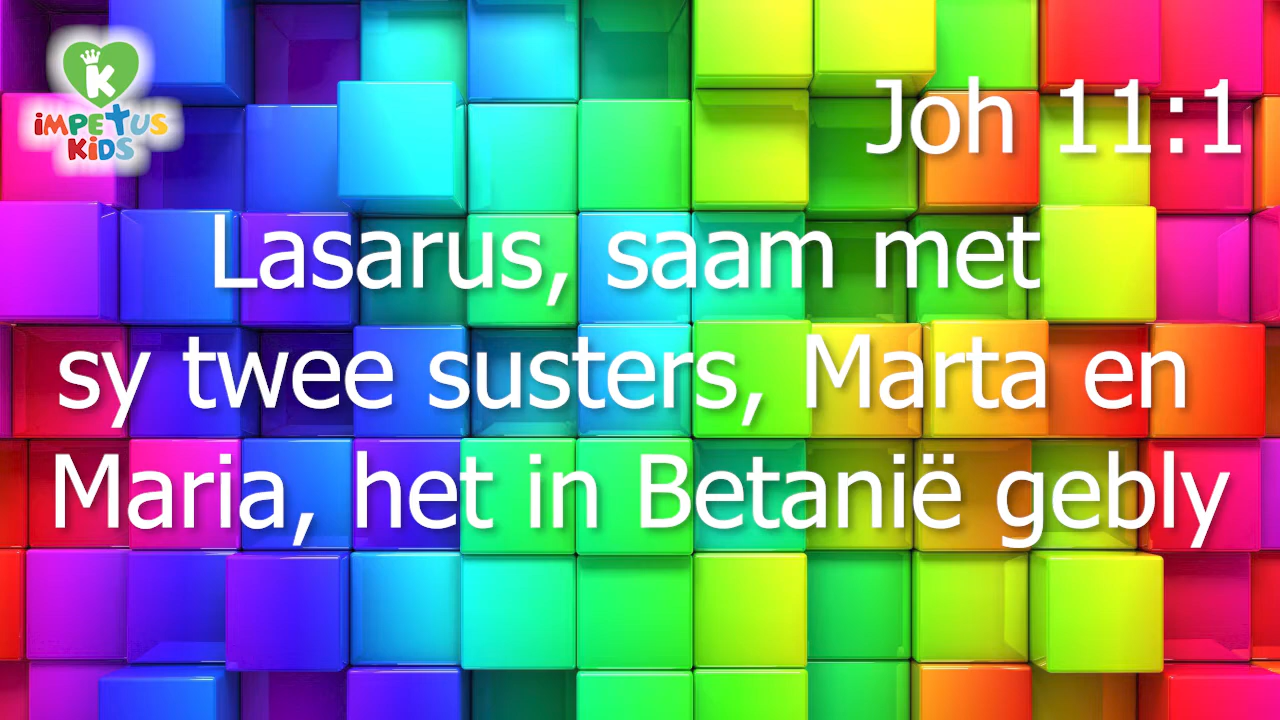 K
iMPETUS
KiDS
Joh 11:1
Lasarus, saam met
sy twee susters, Marta en
Maria, het in Betanië gebly